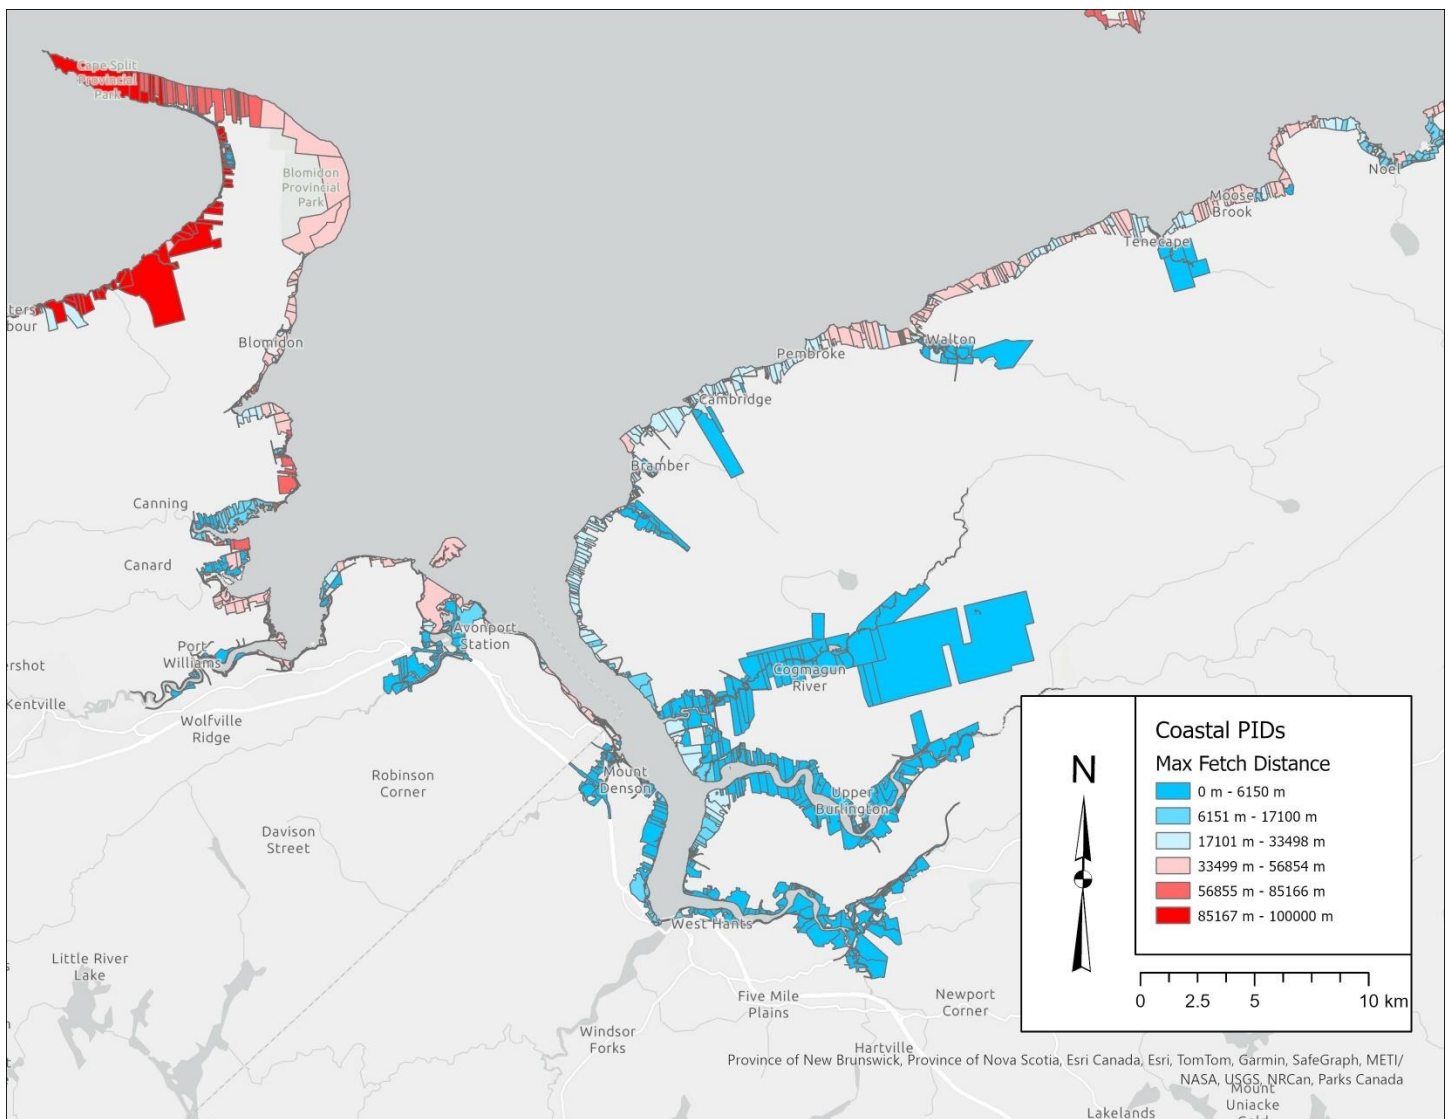 Cape Split
Provincial
Park
Blomidon
Provincial
Park
Noel
Moose
Brook
Tenecape
ters
bour
Blomidon
Walton
Pembroke
Cambridge
Bramber
Canning
Canard
Avonport
Station
Port
Williams
ershot
Kentville
Wolfville
Ridge
Cogmagun
River
Robinson
Corner
Mount
Denson
Upper
Burlington
Davison
Street
West Hants
Little River
Lake
Five Mile
Plains
Newport
Corner
Windsor
Forks
Hartville
Mount
Uniacke
Gold
Lakelands
N
Coastal PIDs
Max Fetch Distance
0 m - 6150 m
6151 m - 17100 m
17101 m - 33498 m
33499 m - 56854 m
56855 m - 85166 m
85167 m - 100000 m
0 2.5 5 10 km
Province of New Brunswick, Province of Nova Scotia, Esri Canada, Esri, TomTom, Garmin, SafeGraph, METI/
NASA, USGS, NRCan, Parks Canada